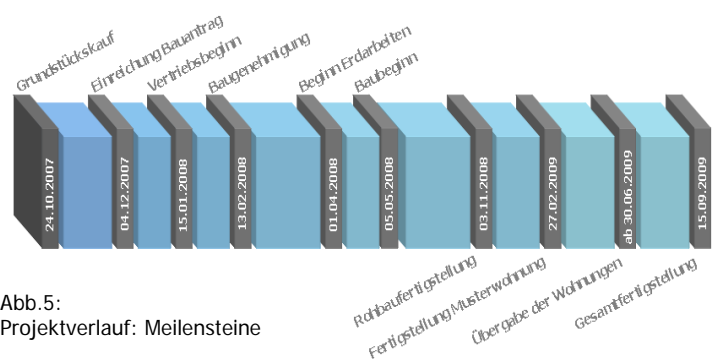 Grundstückskauf
Einreichung Bauantrag
Vertriebsbeginn
Baugenehmigung
Beginn Erdarbeiten
Baubeginn
24.10.2007
04.12.2007
15.01.2008
13.02.2008
01.04.2008
05.05.2008
03.11.2008
27.02.2009
ab 30.06.2009
15.09.2009
Rohbaufertigstellung
Fertigstellung Musterwohnung
Übergabe der Wohnungen
Gesamtfertigstellung
Abb.5:
Projektverlauf: Meilensteine